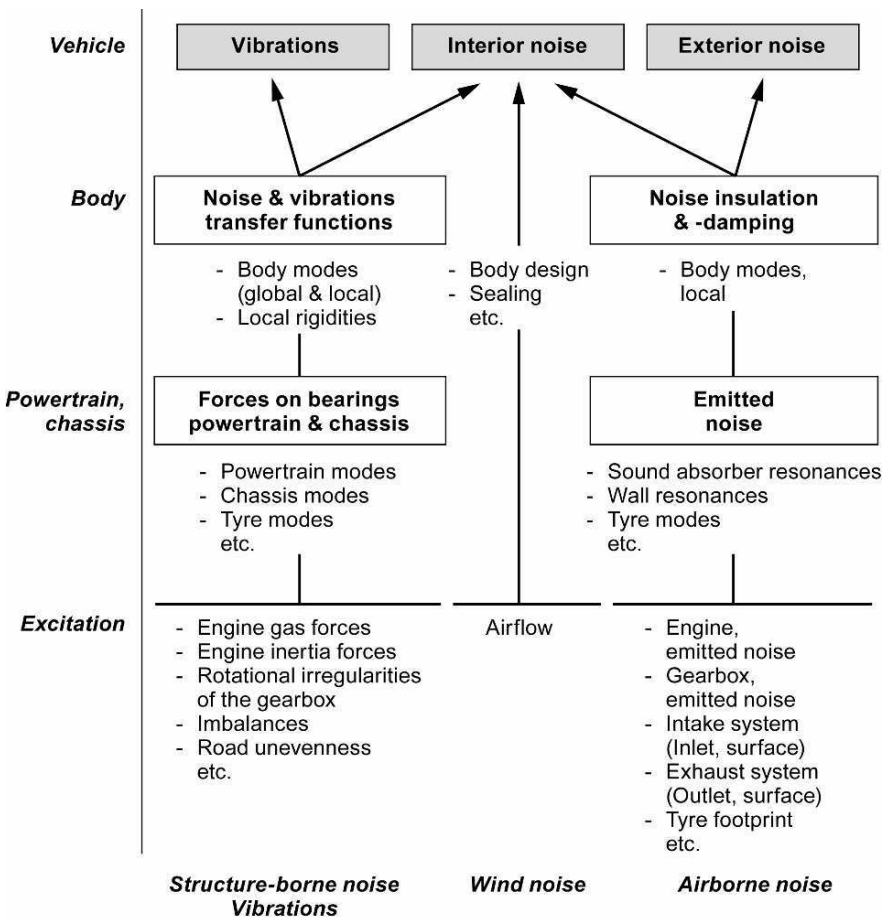 Vehicle
Vibrations
Interior noise
Exterior noise
Body
Noise & vibrations
transfer functions
- Body modes
(global & local)
- Local rigidities
- Body design
- Sealing
etc.
Noise insulation
& -damping
- Body modes,
local
Powertrain,
chassis
Forces on bearings
powertrain & chassis
- Powertrain modes
- Chassis modes
- Tyre modes
etc.
Emitted
noise
- Sound absorber resonances
- Wall resonances
- Tyre modes
etc.
Excitation
- Engine gas forces
- Engine inertia forces
- Rotational irregularities
of the gearbox
- Imbalances
- Road unevenness
etc.
Airflow
- Engine,
emitted noise
- Gearbox,
emitted noise
- Intake system
(Inlet, surface)
- Exhaust system
(Outlet, surface)
- Tyre footprint
etc.
Structure-borne noise
Vibrations
Wind noise
Airborne noise